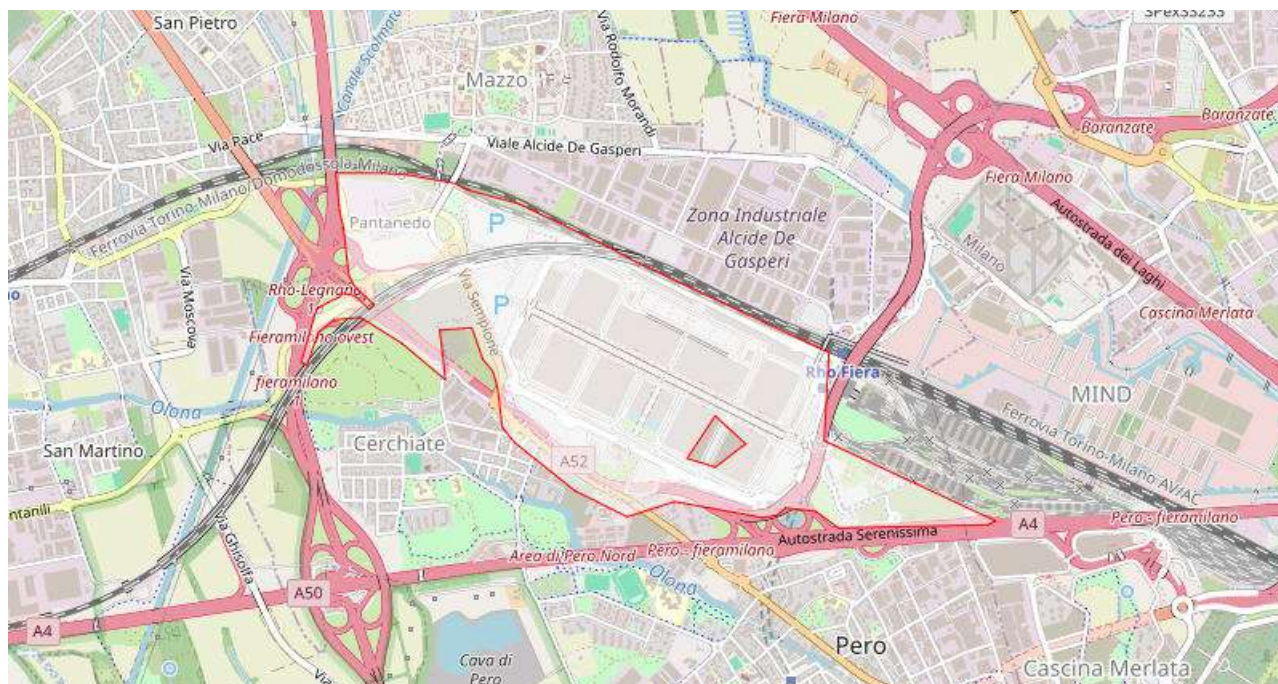 San Pietro
Fiera Milano
SPexSS233
Via Rodolfo Morandi
Canale Scolmato
Mazzo
Baranzate
Baranzate
Via Pace
Viale Alcide De Gasperi
Ferrovia Torino Milano/Domodossola Milano
Fiera Milano
Autostrada dei Laghi
Zona Industriale
Alcide De
Gasperi
Pantanedo
P
Milano
Via Moscova
Via Sempione
Rho-Legnano
P
Cascina Merlata
fieramilano
Rho Fiera
MIND
Olona
Ferrovia Torino-Milano AV/AC
San Martino
Cerchiate
A52
Pero - fieramilano
A4
Autostrada Serenissima
Area di Pero Nord
Pero - fieramilano
Via Ghisolfa
Olona
A50
A4
Pero
Cava di
Pero
Cascina Merlata
Via